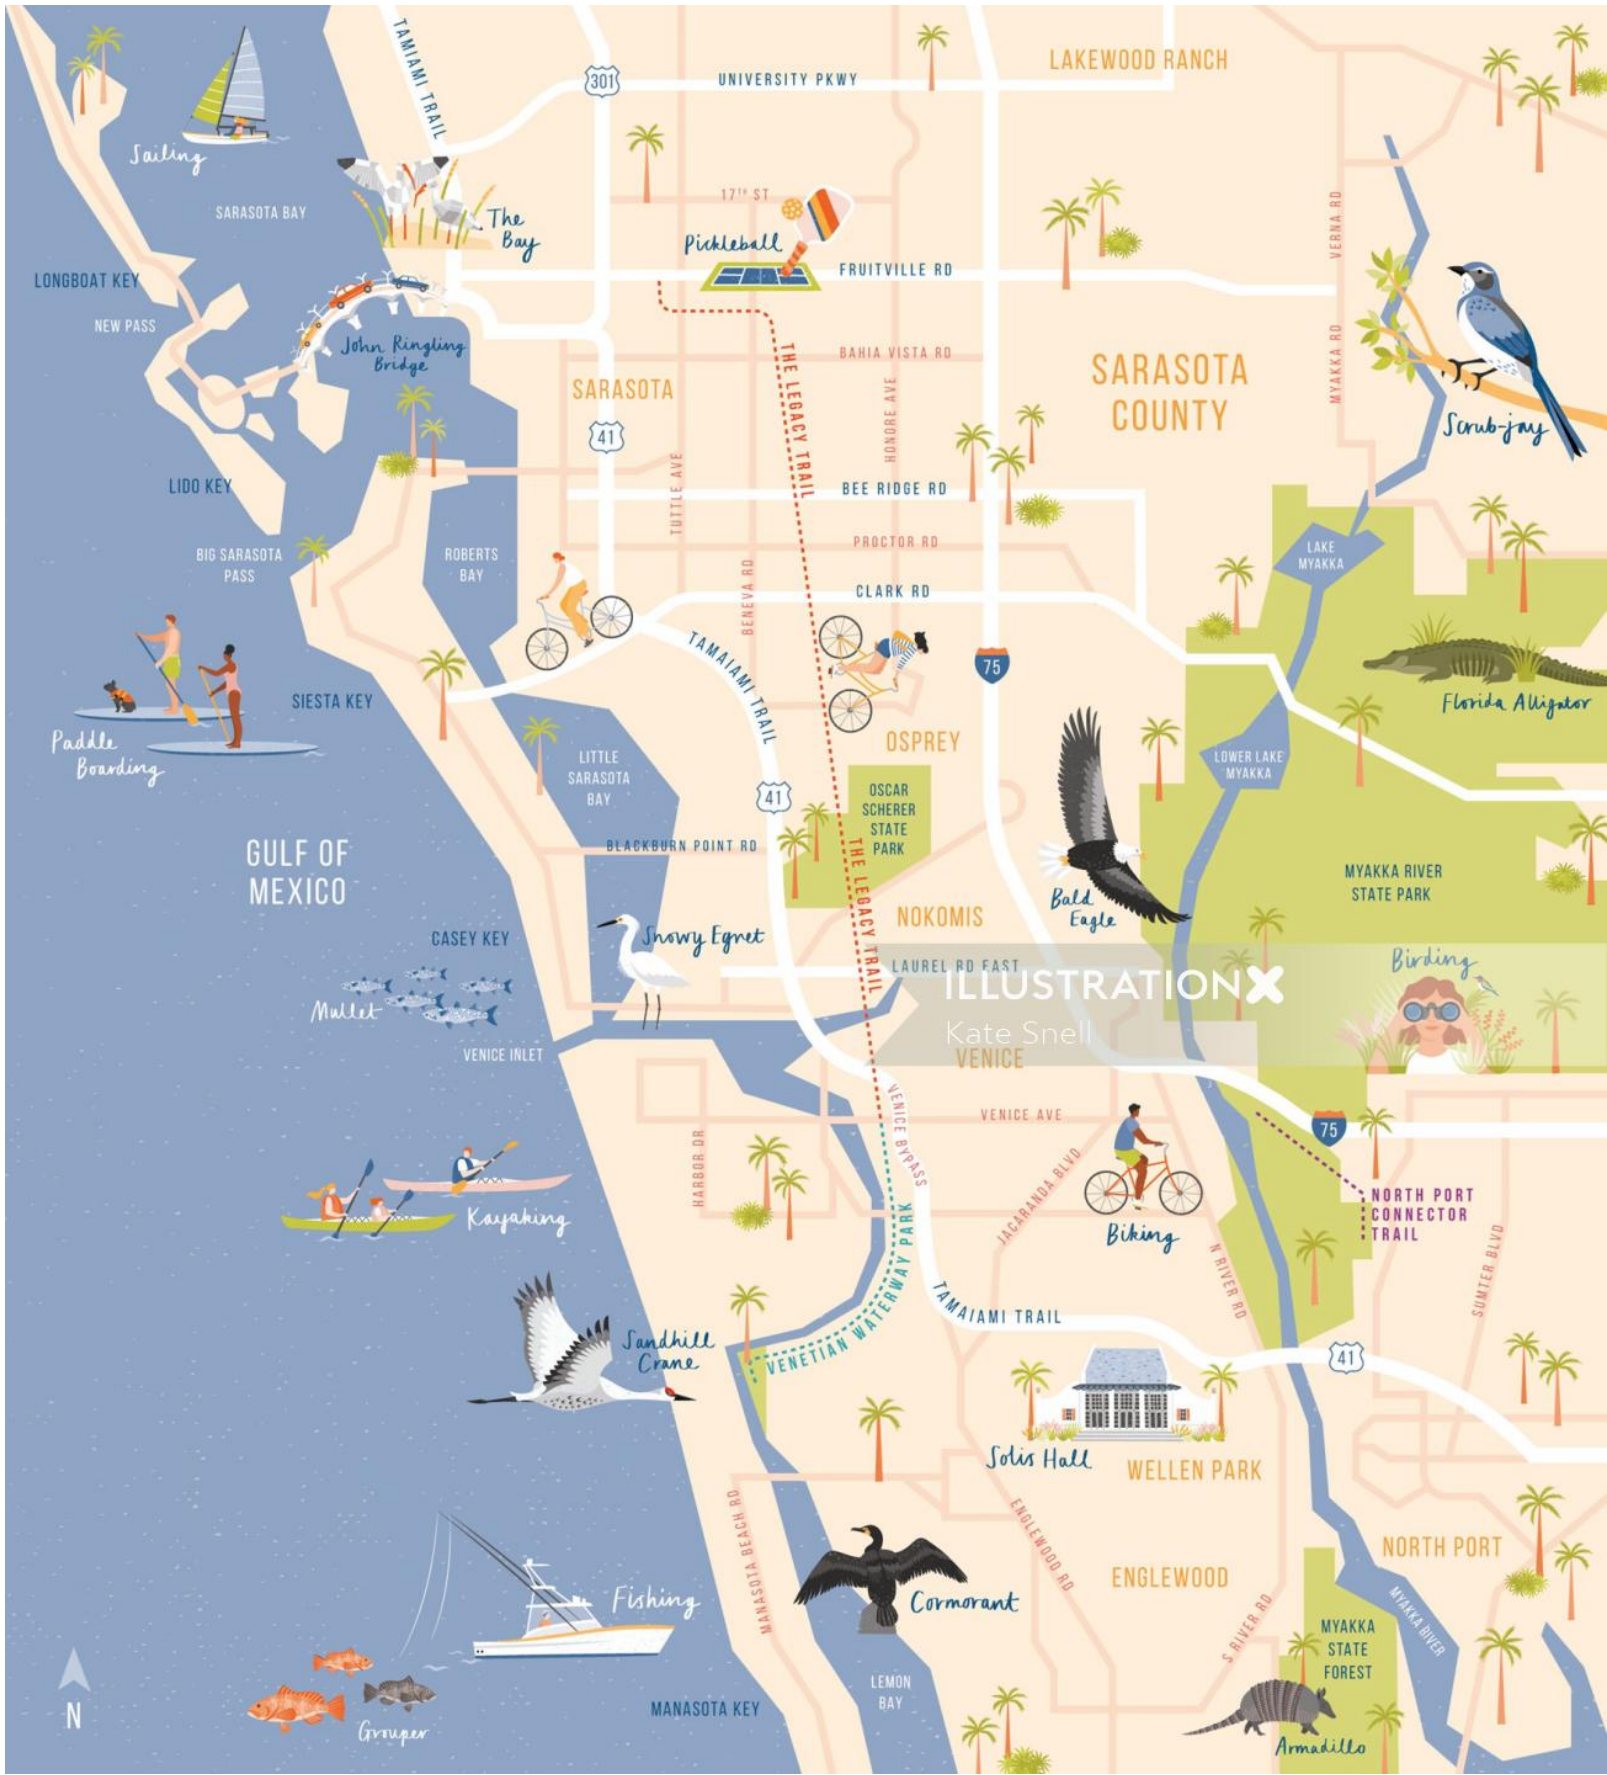 TAMIAMI TRAIL
301
UNIVERSITY PKWY
LAKEWOOD RANCH
Sailing
SARASOTA BAY
The
Bay
17TH ST
Pickleball
FRUITVILLE RD
VERNA RD
LONGBOAT KEY
NEW PASS
John Ringling
Bridge
THE LEGACY TRAIL
BAHIA VISTA RD
HONORE AVE
MYAKKA RD
SARASOTA
SARASOTA
COUNTY
41
Scrub-jay
TUTTLE AVE
LIDO KEY
BEE RIDGE RD
BIG SARASOTA
PASS
ROBERTS
BAY
PROCTOR RD
LAKE
MYAKKA
BENEVA RD
CLARK RD
TAMAIAMI TRAIL
75
SIESTA KEY
Florida Alligator
Paddle
Boarding
OSPREY
LITTLE
SARASOTA
BAY
LOWER LAKE
MYAKKA
41
OSCAR
SCHERER
STATE
PARK
BLACKBURN POINT RD
THE LEGACY TRAIL
GULF OF
MEXICO
MYAKKA RIVER
STATE PARK
Bald
Eagle
NOKOMIS
CASEY KEY
Snowy Egret
LAUREL RD EAST
Birding
ILLUSTRATIONX
Kate Snell
Mullet
VENICE INLET
VENICE
VENICE AVE
VENICE BYPASS
75
HARBOR DR
JACARANDA BLVD
NORTH PORT
CONNECTOR
TRAIL
Kayaking
Biking
N RIVER RD
SUMTER BLVD
VENETIAN WATERWAY PARK
TAMAIAMI TRAIL
Sandhill
Crane
41
Solis Hall
WELLEN PARK
MANASOTA BEACH RD
ENGLEWOOD RD
NORTH PORT
ENGLEWOOD
Fishing
Cormorant
S RIVER RD
MYAKKA RIVER
MYAKKA
STATE
FOREST
LEMON
BAY
MANASOTA KEY
N
Grouper
Armadillo